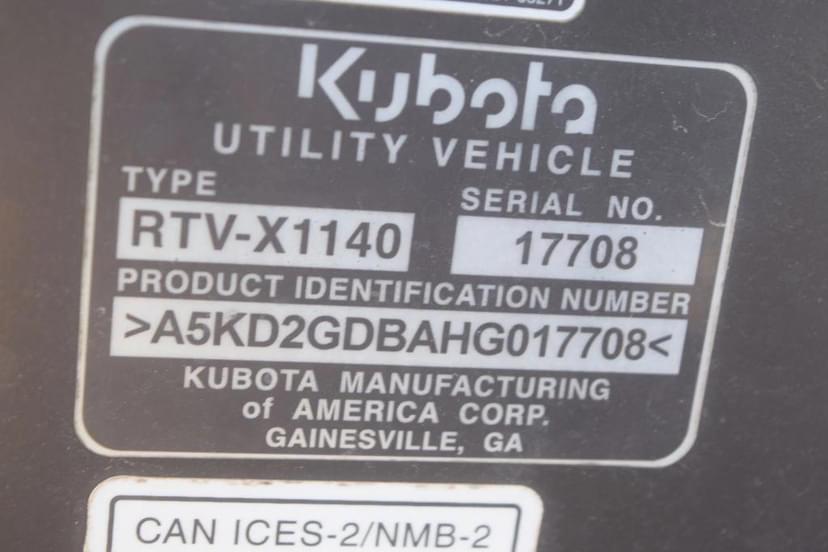 Kubota
UTILITY VEHICLE
TYPE
SERIAL NO.
RTV-X1140
17708
PRODUCT IDENTIFICATION NUMBER
>A5KD2GDBAHG017708<
KUBOTA MANUFACTURING
of AMERICA CORP.
GAINESVILLE, GA
CAN ICES-2/NMB-2